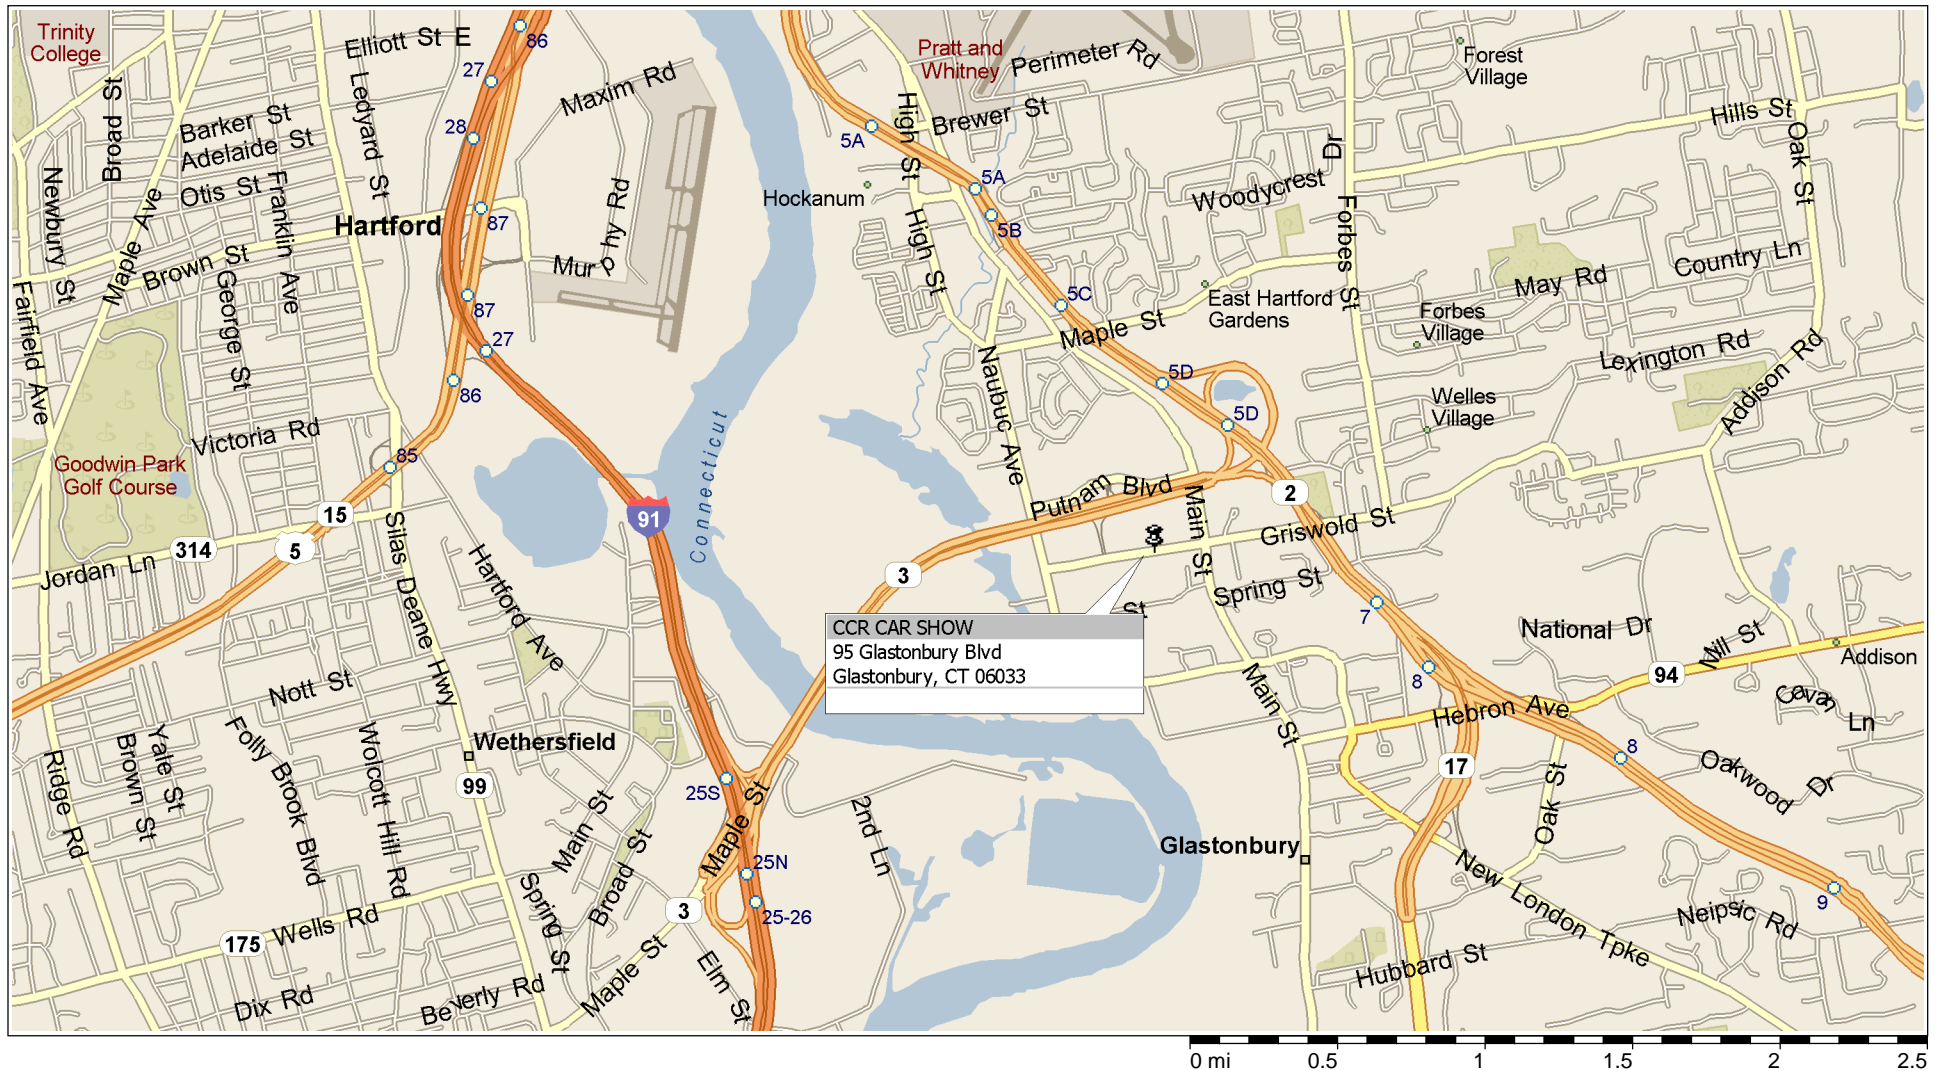 Trinity
College
Elliott St E
86
27
Maxim Rd
Pratt and
Whitney
Perimeter Rd
Forest
Village
Broad St
Ledyard St
Barker St
28
5A
High St
Brewer St
Hills St
Adelaide St
Oak St
Newbury St
Maple Ave
Otis St
Franklin Ave
Hockanum
5A
Woodycrest Dr
Murphy Rd
Hartford
87
High St
5B
Forbes St
Brown St
Fairfield Ave
George St
87
5C
East Hartford
Gardens
May Rd
Country Ln
Maple St
Forbes
Village
27
Naubuc Ave
Lexington Rd
Addison Rd
86
5D
Welles
Village
5D
Victoria Rd
Connecticut
Goodwin Park
Golf Course
85
15
91
Putnam Blvd
Main St
2
Griswold St
314
5
Silas Deane Hwy
Jordan Ln
Hartford Ave
3
Spring St
St
7
CCR CAR SHOW
95 Glastonbury Blvd
Glastonbury, CT 06033
National Dr
Mill St
Addison
94
8
Nott St
Main St
Hebron Ave
Covan Ln
Folly Brook Blvd
Wolcott Hill Rd
Yale St
Brown St
Ridge Rd
Wethersfield
99
8
17
Oakwood Dr
25S
Maple St
2nd Ln
Oak St
Main St
Broad St
Glastonbury
25N
New London Tpke
9
Spring St
3
25-26
Neipsic Rd
Wells Rd
175
Hubbard St
Maple St
Elm St
Dix Rd
Beverly Rd
0 mi 0.5 1 1.5 2 2.5